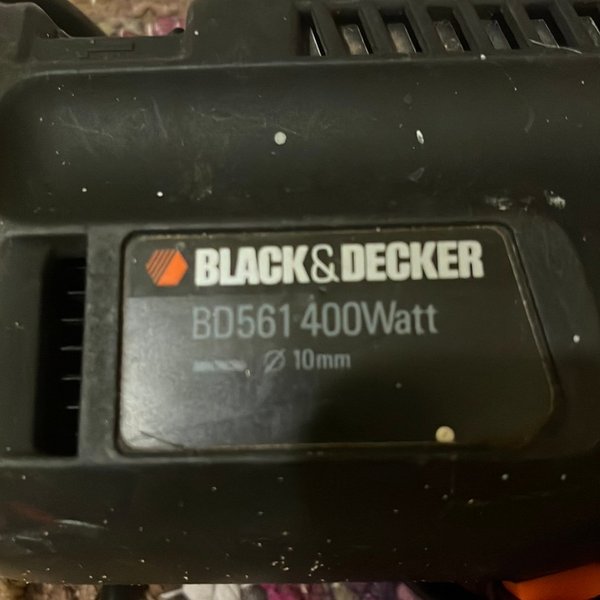 BLACK&DECKER
BD561 400Watt
Ø 10mm